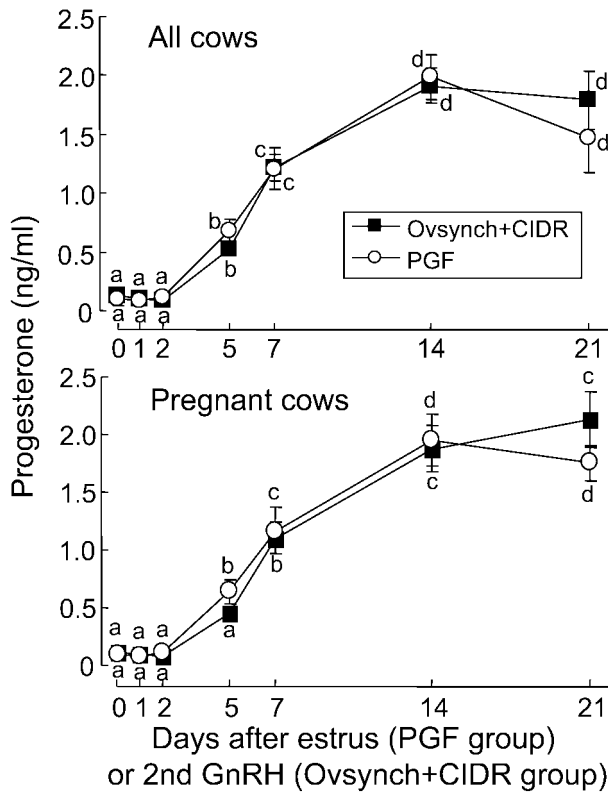 Progesterone (ng/ml)
All cows
2.5
2.0
1.5
1.0
0.5
0
a a a
a a a
b
b
c
c
d
d
d
d
Ovsynch+CIDR
PGF
0 1 2 5 7 14 21
Pregnant cows
2.5
2.0
1.5
1.0
0.5
0
a a a
a a a
b
a
c
b
d
c
c
d
0 1 2 5 7 14 21
Days after estrus (PGF group)
or 2nd GnRH (Ovsynch+CIDR group)